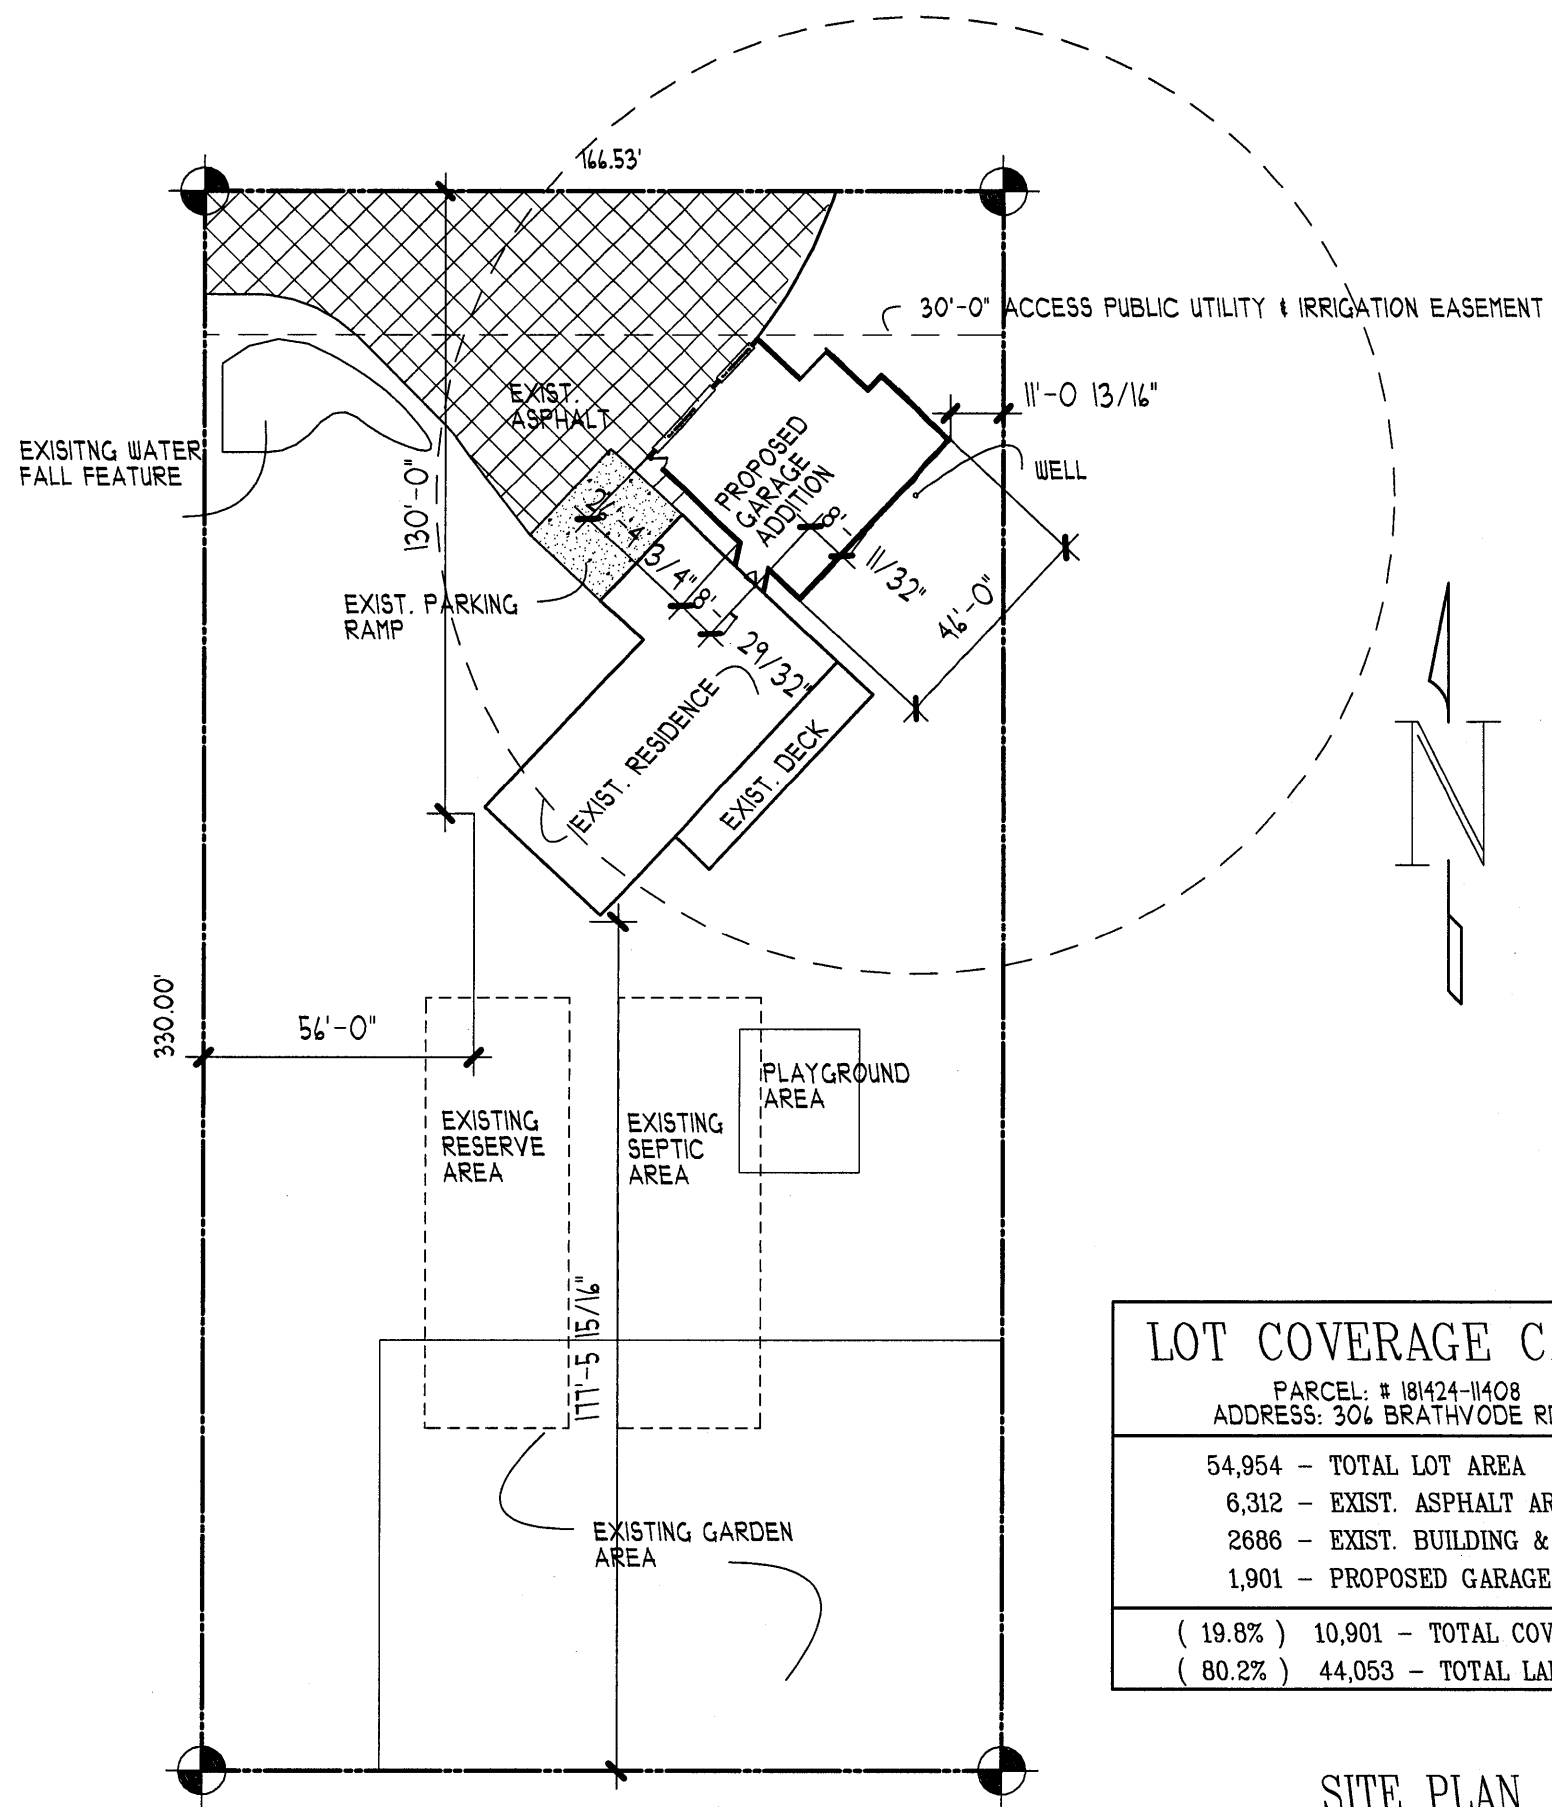 166.53'
30'-0" ACCESS PUBLIC UTILITY & IRRIGATION EASEMENT
11'-0 13/16"
EXIST.
ASPHALT
EXISITNG WATER
FALL FEATURE
WELL
PROPOSED
GARAGE
ADDITION
130'-0"
8'-11/32"
46'-0"
EXIST. PARKING
RAMP
29/32"
EXIST. RESIDENCE
EXIST. DECK
N
330.00'
56'-0"
PLAYGROUND
AREA
EXISTING
RESERVE
AREA
EXISTING
SEPTIC
AREA
177'-5 15/16"
EXISTING GARDEN
AREA
LOT COVERAGE
PARCEL: # 181424-11408
ADDRESS: 306 BRATHVODE
54,954 - TOTAL LOT AREA
6,312 - EXIST. ASPHALT
2686 - EXIST. BUILDING &
1,901 - PROPOSED GARAGE
( 19.8% ) 10,901 - TOTAL
( 80.2% ) 44,053 - TOTAL
SITE PLAN